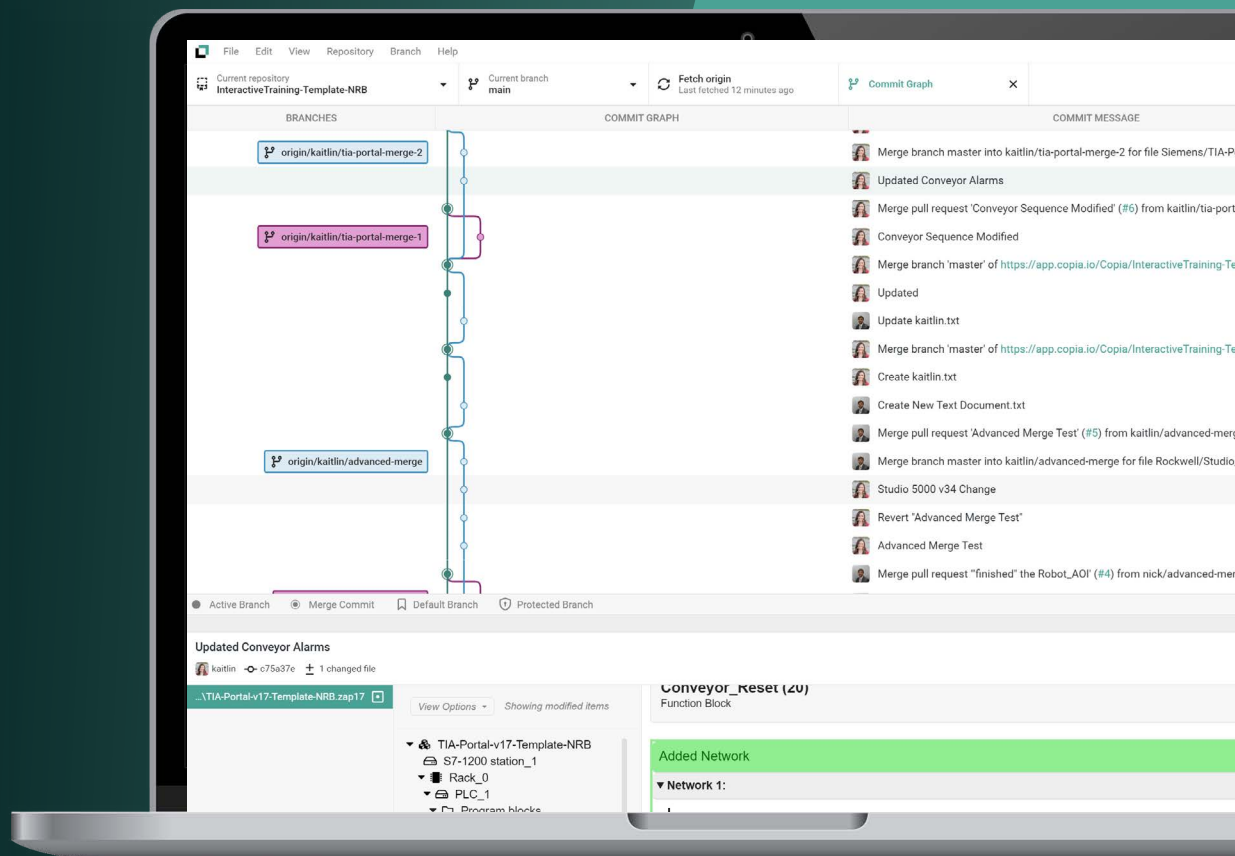 File Edit View Repository Branch Help
Current repository
InteractiveTraining-Template-NRB
Current branch
main
Fetch origin
Last fetched 12 minutes ago
Commit Graph
BRANCHES COMMIT GRAPH COMMIT MESSAGE
origin/kaitlin/tia-portal-merge-2 Merge branch master into kaitlin/tia-portal-merge-2 for file Siemens/TIA-P
Updated Conveyor Alarms
Merge pull request 'Conveyor Sequence Modified' (#6) from kaitlin/tia-port
origin/kaitlin/tia-portal-merge-1 Conveyor Sequence Modified
Merge branch 'master' of https://app.copia.io/Copia/InteractiveTraining-Te
Updated
Update kaitlin.txt
Merge branch 'master' of https://app.copia.io/Copia/InteractiveTraining-Te
Create kaitlin.txt
Create New Text Document.txt
Merge pull request 'Advanced Merge Test' (#5) from kaitlin/advanced-merg
origin/kaitlin/advanced-merge Merge branch master into kaitlin/advanced-merge for file Rockwell/Studio
Studio 5000 v34 Change
Revert "Advanced Merge Test"
Advanced Merge Test
Merge pull request '"finished" the Robot_AOI' (#4) from nick/advanced-mer
Active Branch Merge Commit Default Branch Protected Branch
Updated Conveyor Alarms
kaitlin c75a37e 1 changed file
...\TIA-Portal-v17-Template-NRB.zap17
View Options Showing modified items
TIA-Portal-v17-Template-NRB
S7-1200 station_1
Rack_0
PLC_1
Program blocks
Conveyor_Reset (20)
Function Block
Added Network
Network 1: